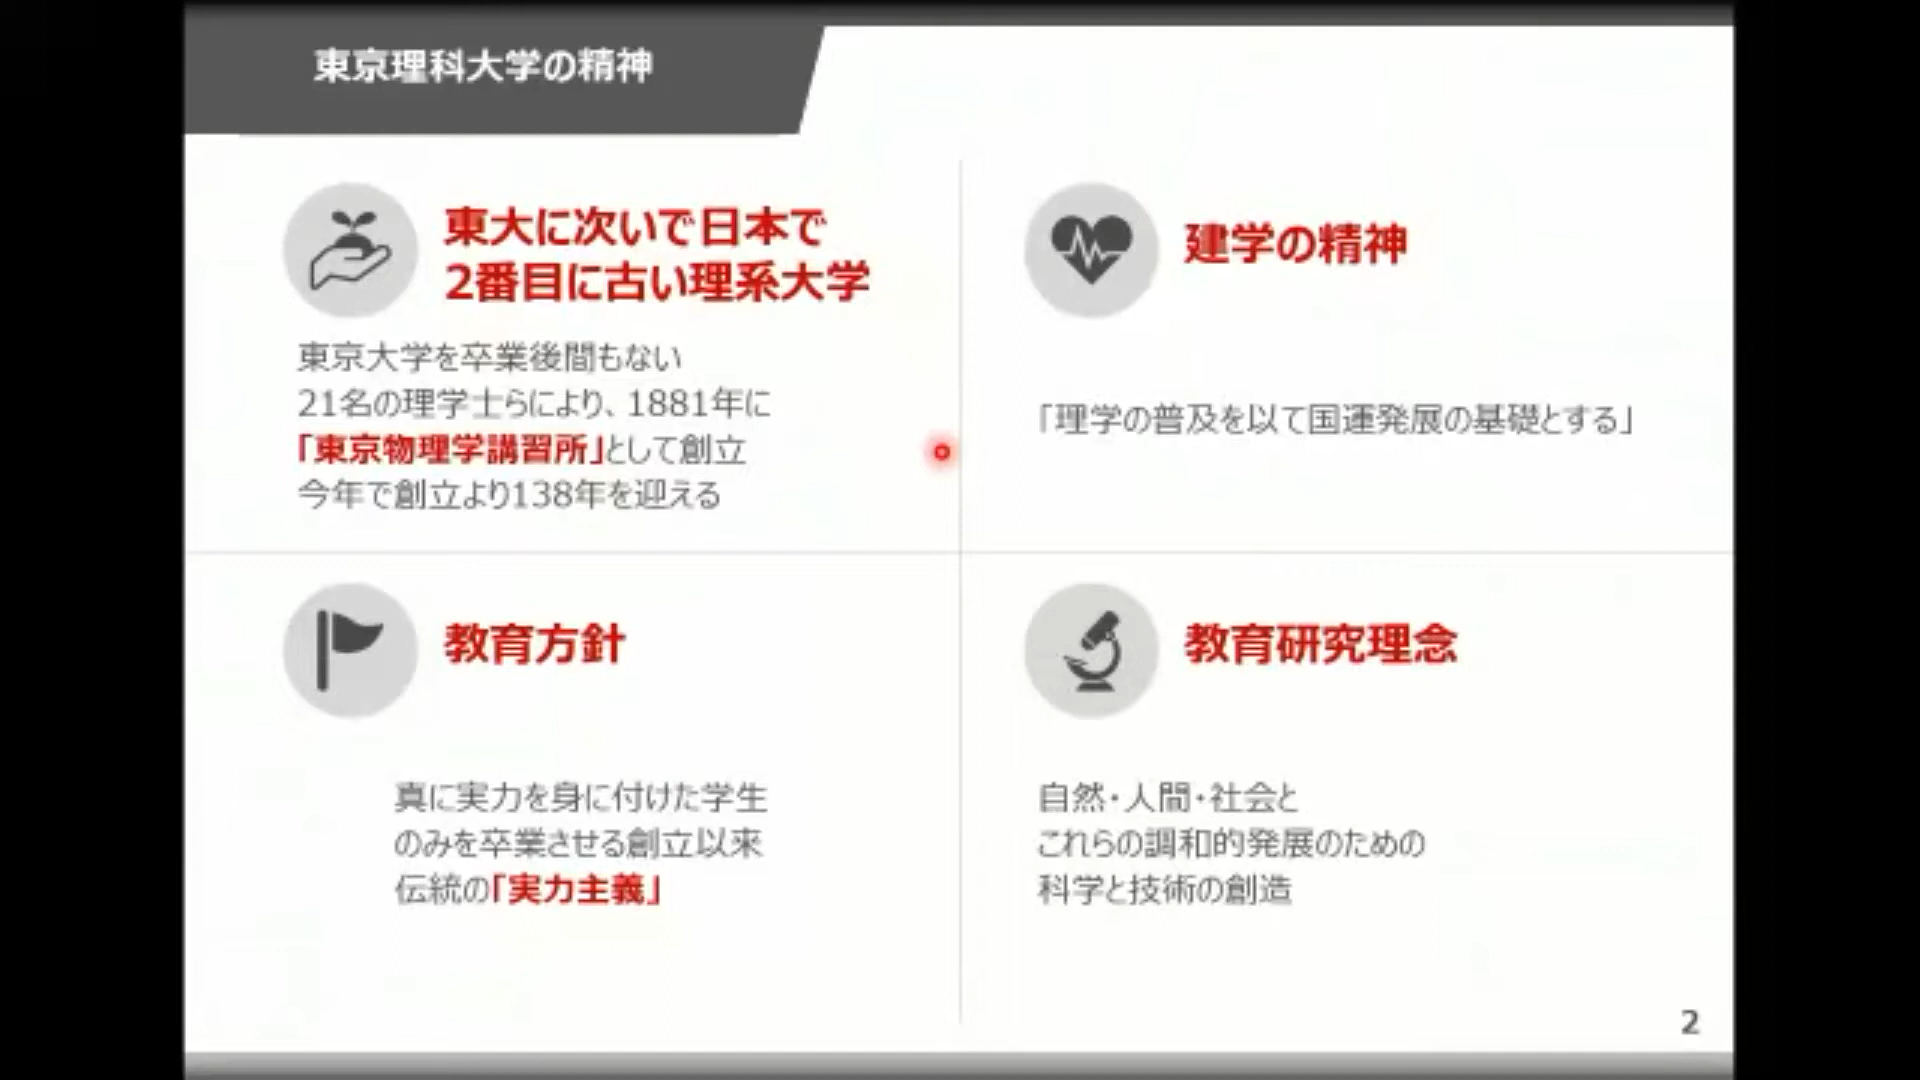 東京理科大学の精神
東大に次いで日本で
2番目に古い理系大学
東京大学を卒業後間もない
21名の理学士らにより、1881年に
「東京物理学講習所」として創立
今年で創立より138年を迎える
建学の精神
「理学の普及を以て国運発展の基礎とする」
教育方針
真に実力を身に付けた学生
のみを卒業させる創立以来
伝統の「実力主義」
教育研究理念
自然・人間・社会と
これらの調和的発展のための
科学と技術の創造
2